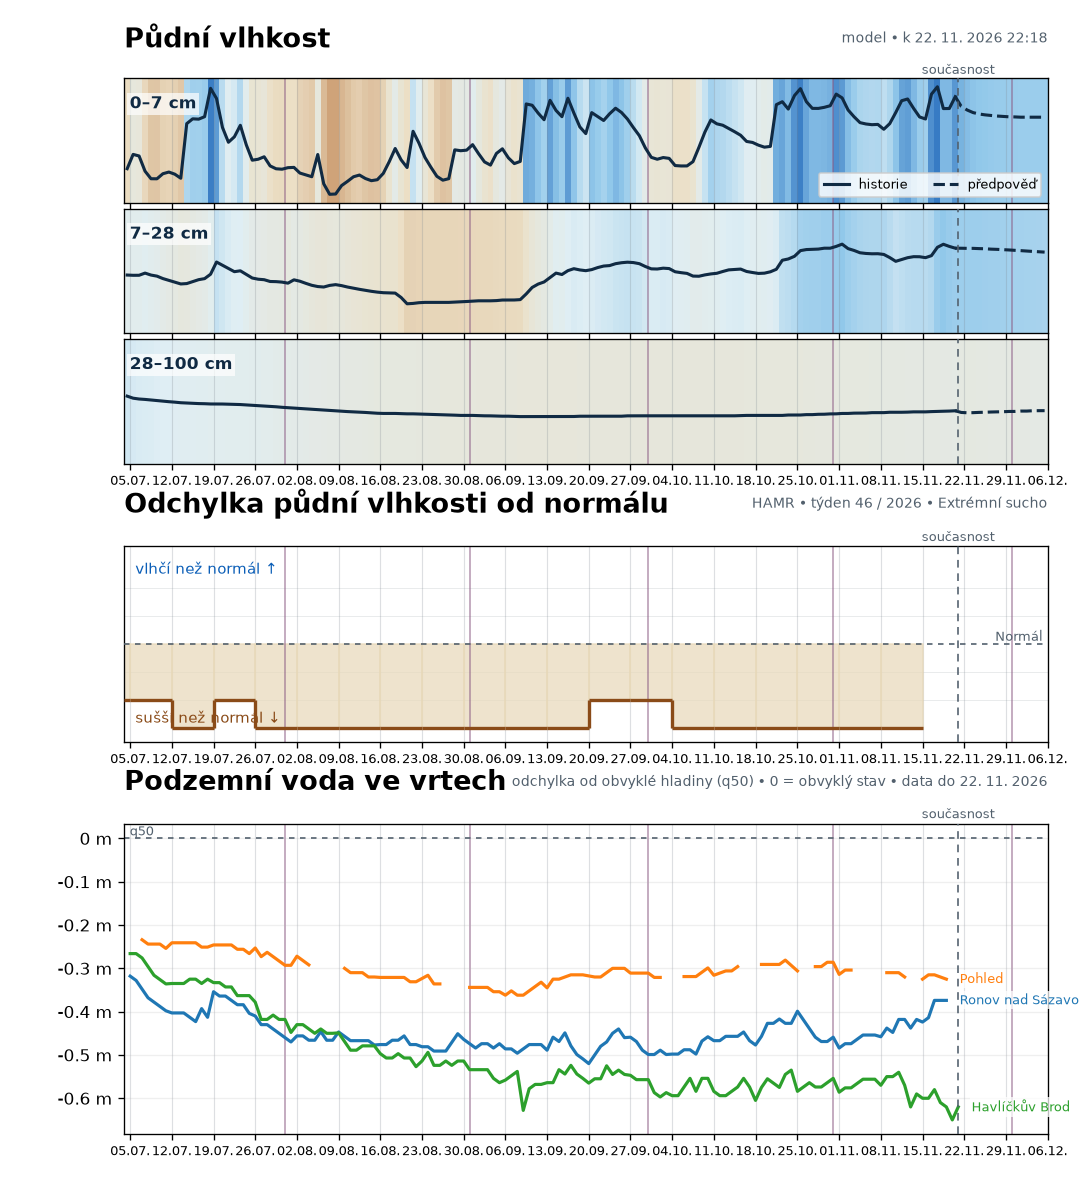 Půdní vlhkost
model • k 22. 11. 2026 22:18
současnost
0–7 cm
historie
předpověď
7–28 cm
28–100 cm
05.07. 12.07. 19.07. 26.07. 02.08. 09.08. 16.08. 23.08. 30.08. 06.09. 13.09. 20.09. 27.09. 04.10. 11.10. 18.10. 25.10. 01.11. 08.11. 15.11. 22.11. 29.11. 06.12.
Odchylka půdní vlhkosti od normálu
HAMR • týden 46 / 2026 • Extrémní sucho
současnost
vlhčí než normál ↑
Normál
sušší než normál ↓
05.07. 12.07. 19.07. 26.07. 02.08. 09.08. 16.08. 23.08. 30.08. 06.09. 13.09. 20.09. 27.09. 04.10. 11.10. 18.10. 25.10. 01.11. 08.11. 15.11. 22.11. 29.11. 06.12.
Podzemní voda ve vrtech
odchylka od obvyklé hladiny (q50) • 0 = obvyklý stav • data do 22. 11. 2026
současnost
q50
0 m
-0.1 m
-0.2 m
-0.3 m
Pohled
Ronov nad Sázavo
-0.4 m
-0.5 m
-0.6 m
Havlíčkův Brod
05.07. 12.07. 19.07. 26.07. 02.08. 09.08. 16.08. 23.08. 30.08. 06.09. 13.09. 20.09. 27.09. 04.10. 11.10. 18.10. 25.10. 01.11. 08.11. 15.11. 22.11. 29.11. 06.12.